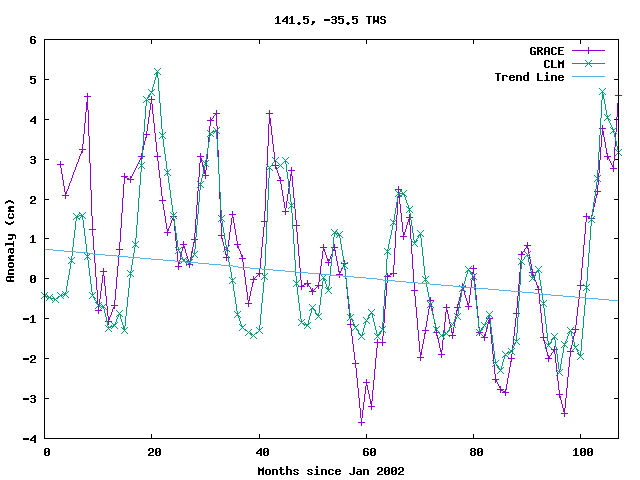 141.5, -35.5 TWS
GRACE
CLM
Trend Line
6
5
4
3
2
1
0
-1
-2
-3
-4
Anomaly (cm)
0 20 40 60 80 100
Months since Jan 2002